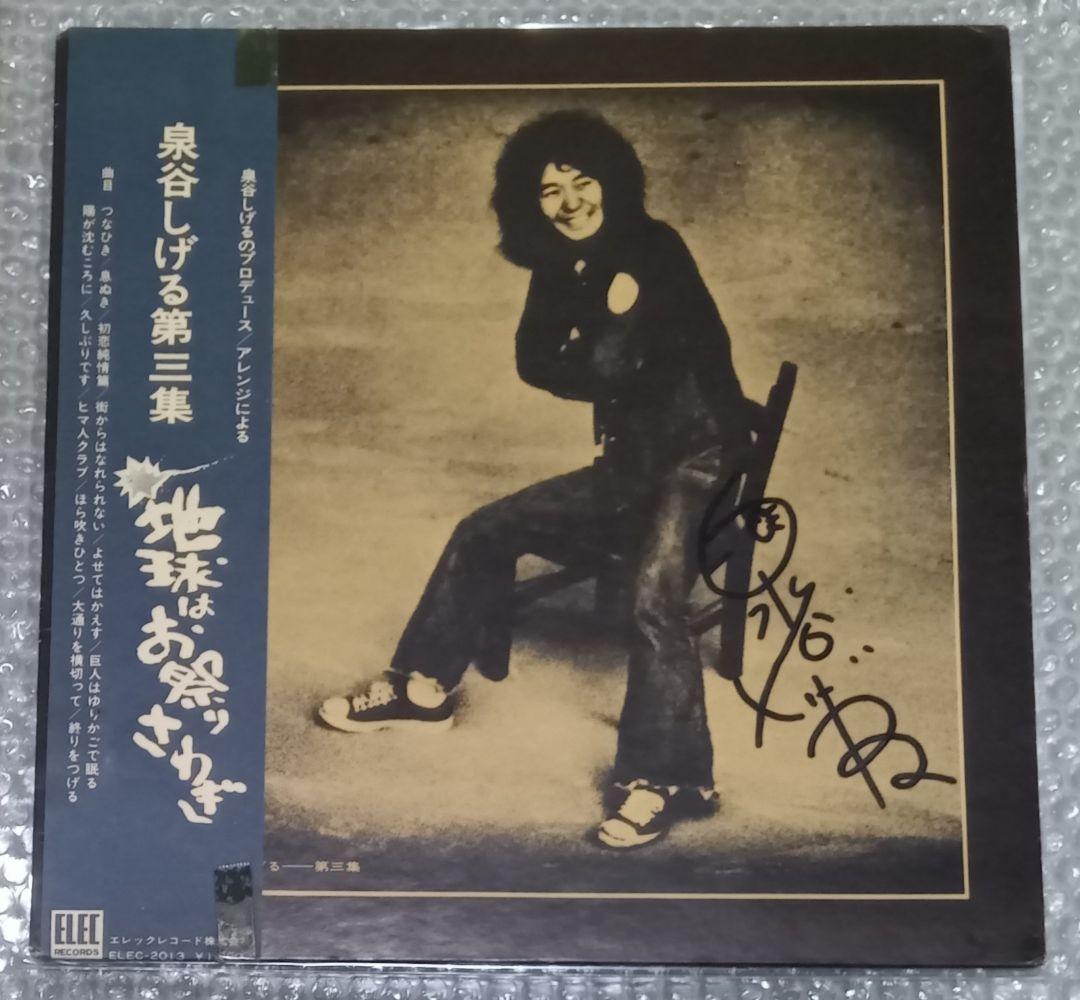 泉谷しげるのプロデュース／アレンジによる
泉谷しげる第三集
地球はお祭りさわぎ
曲目 つなひき／息ぬき／初恋純情篇／街からはなれられない／よせてはかえす／巨人はゆりかごで眠る
陽が沈むころに／久しぶりです／ヒマ人クラブ／ほら吹きひとつ／大通りを横切って／終りをつげる
ELEC
RECORDS
エレックレコード株
ELEC-2013 ¥1
げる——第三集